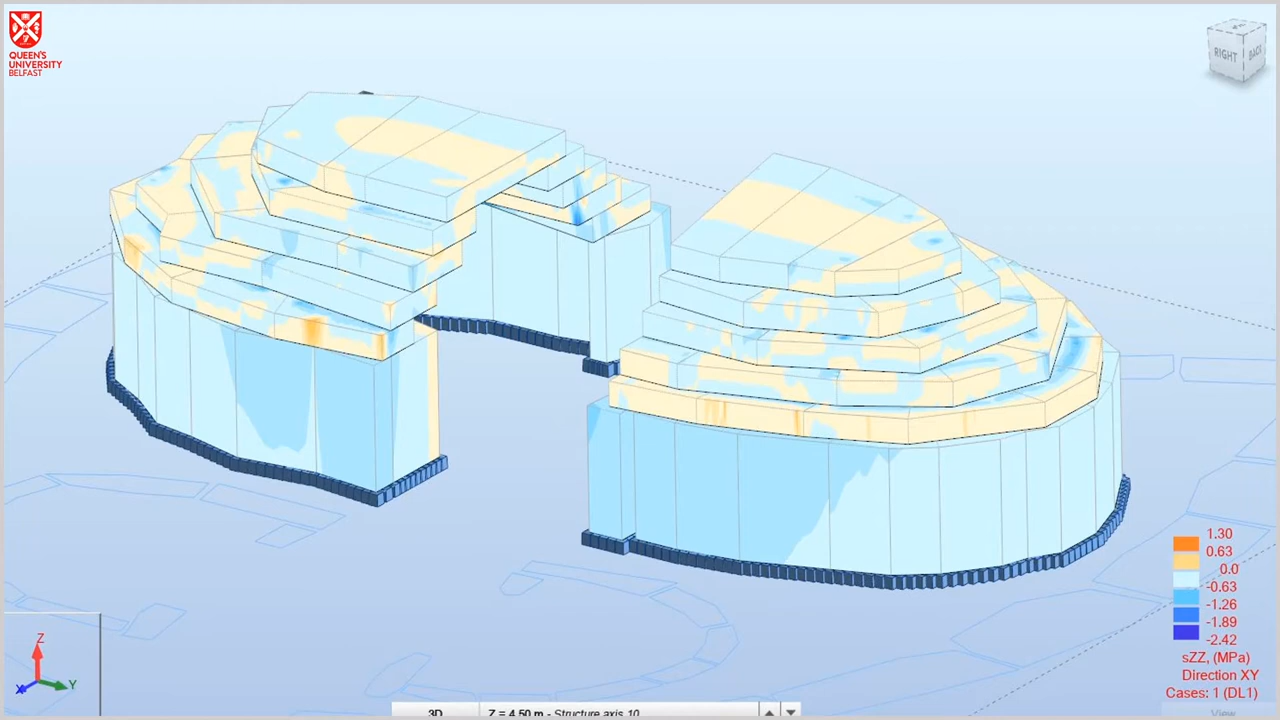 QUEEN'S
UNIVERSITY
BELFAST
RIGHT
BACK
1.30
0.63
0.0
-0.63
-1.26
-1.89
-2.42
sZZ, (MPa)
Direction XY
Cases: 1 (DL1)
Z
X
Y
3D
Z = 4.50 m - Structure axis 10
View